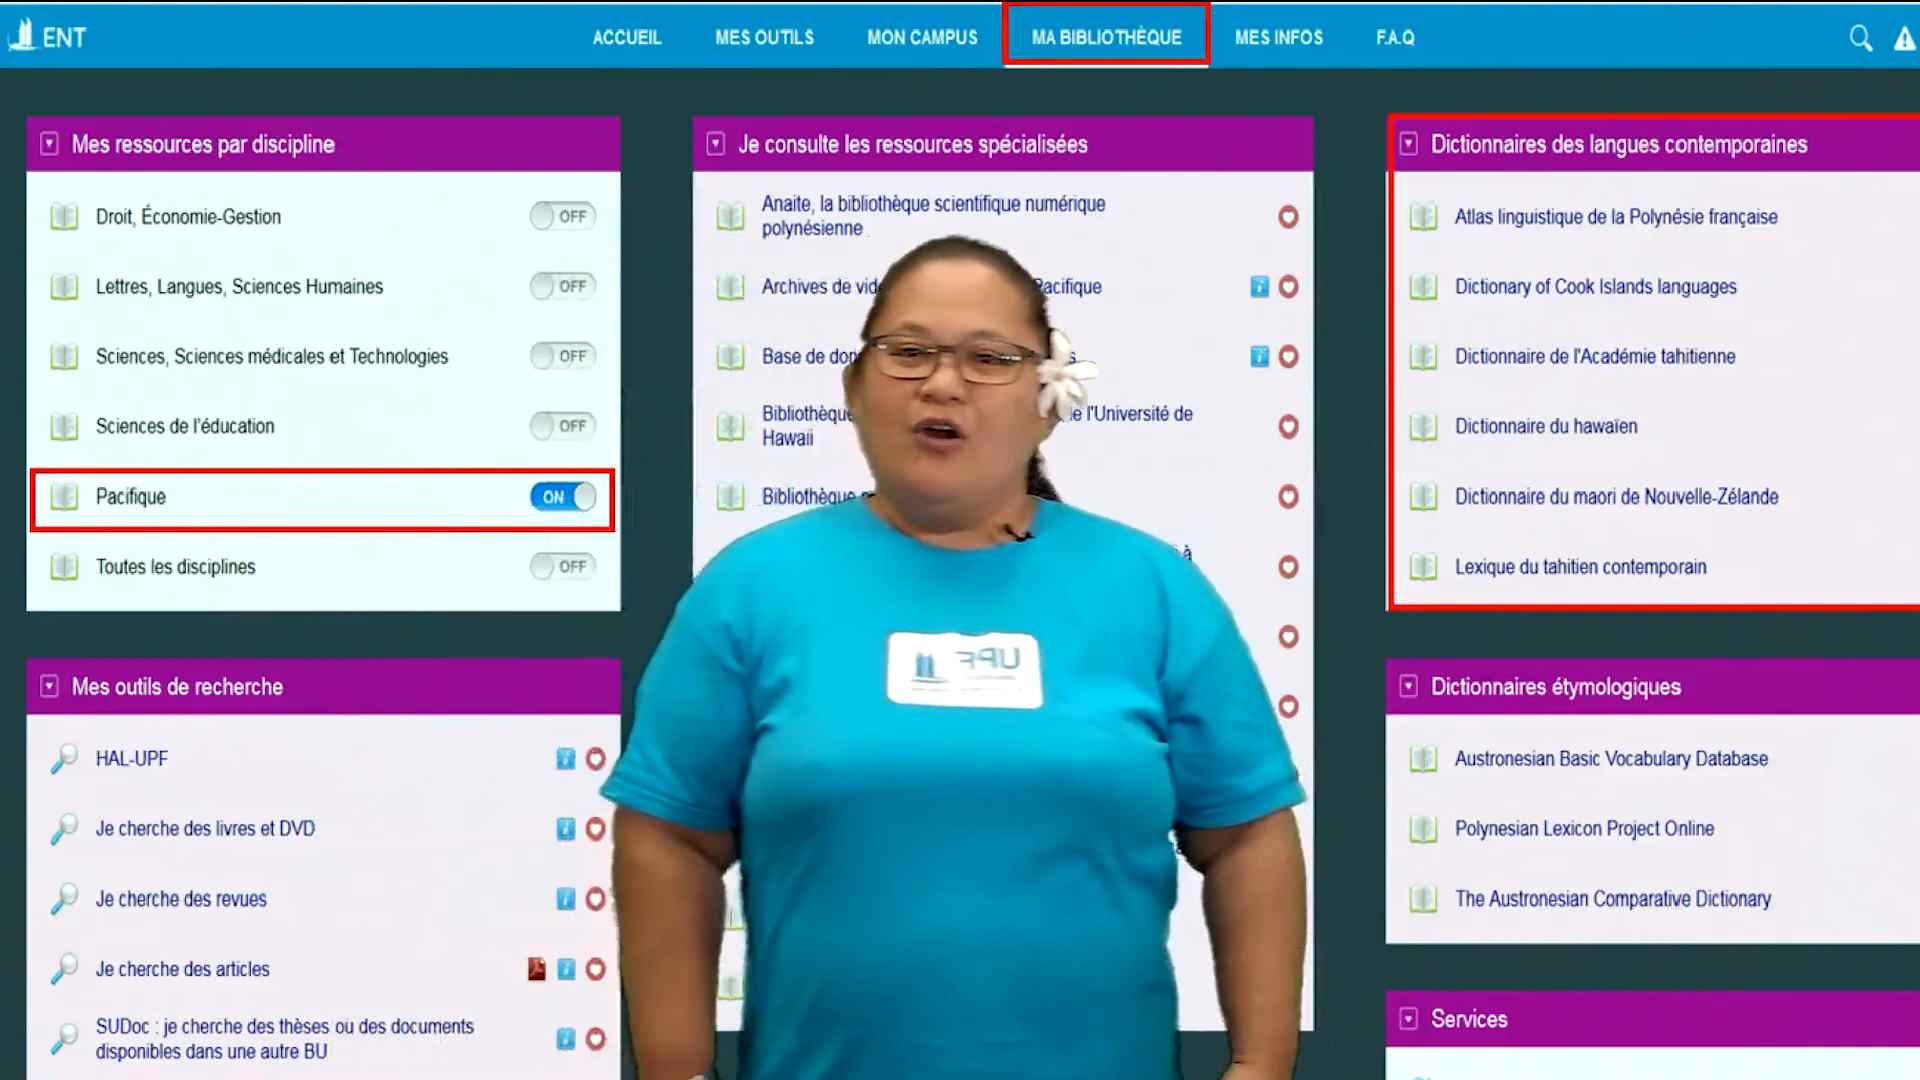 ENT
ACCUEIL
MES OUTILS
MON CAMPUS
MA BIBLIOTHÈQUE
MES INFOS
F.A.Q
Mes ressources par discipline
Droit, Économie-Gestion
OFF
Lettres, Langues, Sciences Humaines
OFF
Sciences, Sciences médicales et Technologies
OFF
Sciences de l'éducation
OFF
Pacifique
ON
Toutes les disciplines
OFF
Mes outils de recherche
HAL-UPF
Je cherche des livres et DVD
Je cherche des revues
Je cherche des articles
SUDoc : je cherche des thèses ou des documents
disponibles dans une autre BU
Je consulte les ressources spécialisées
Anaite, la bibliothèque scientifique numérique
polynésienne
Archives de Pacifique
Base de
l'Université de
Hawaii
à
UPF
Dictionnaires des langues contemporaines
Atlas linguistique de la Polynésie française
Dictionary of Cook Islands languages
Dictionnaire de l'Académie tahitienne
Dictionnaire du hawaïen
Dictionnaire du maori de Nouvelle-Zélande
Lexique du tahitien contemporain
Dictionnaires étymologiques
Austronesian Basic Vocabulary Database
Polynesian Lexicon Project Online
The Austronesian Comparative Dictionary
Services